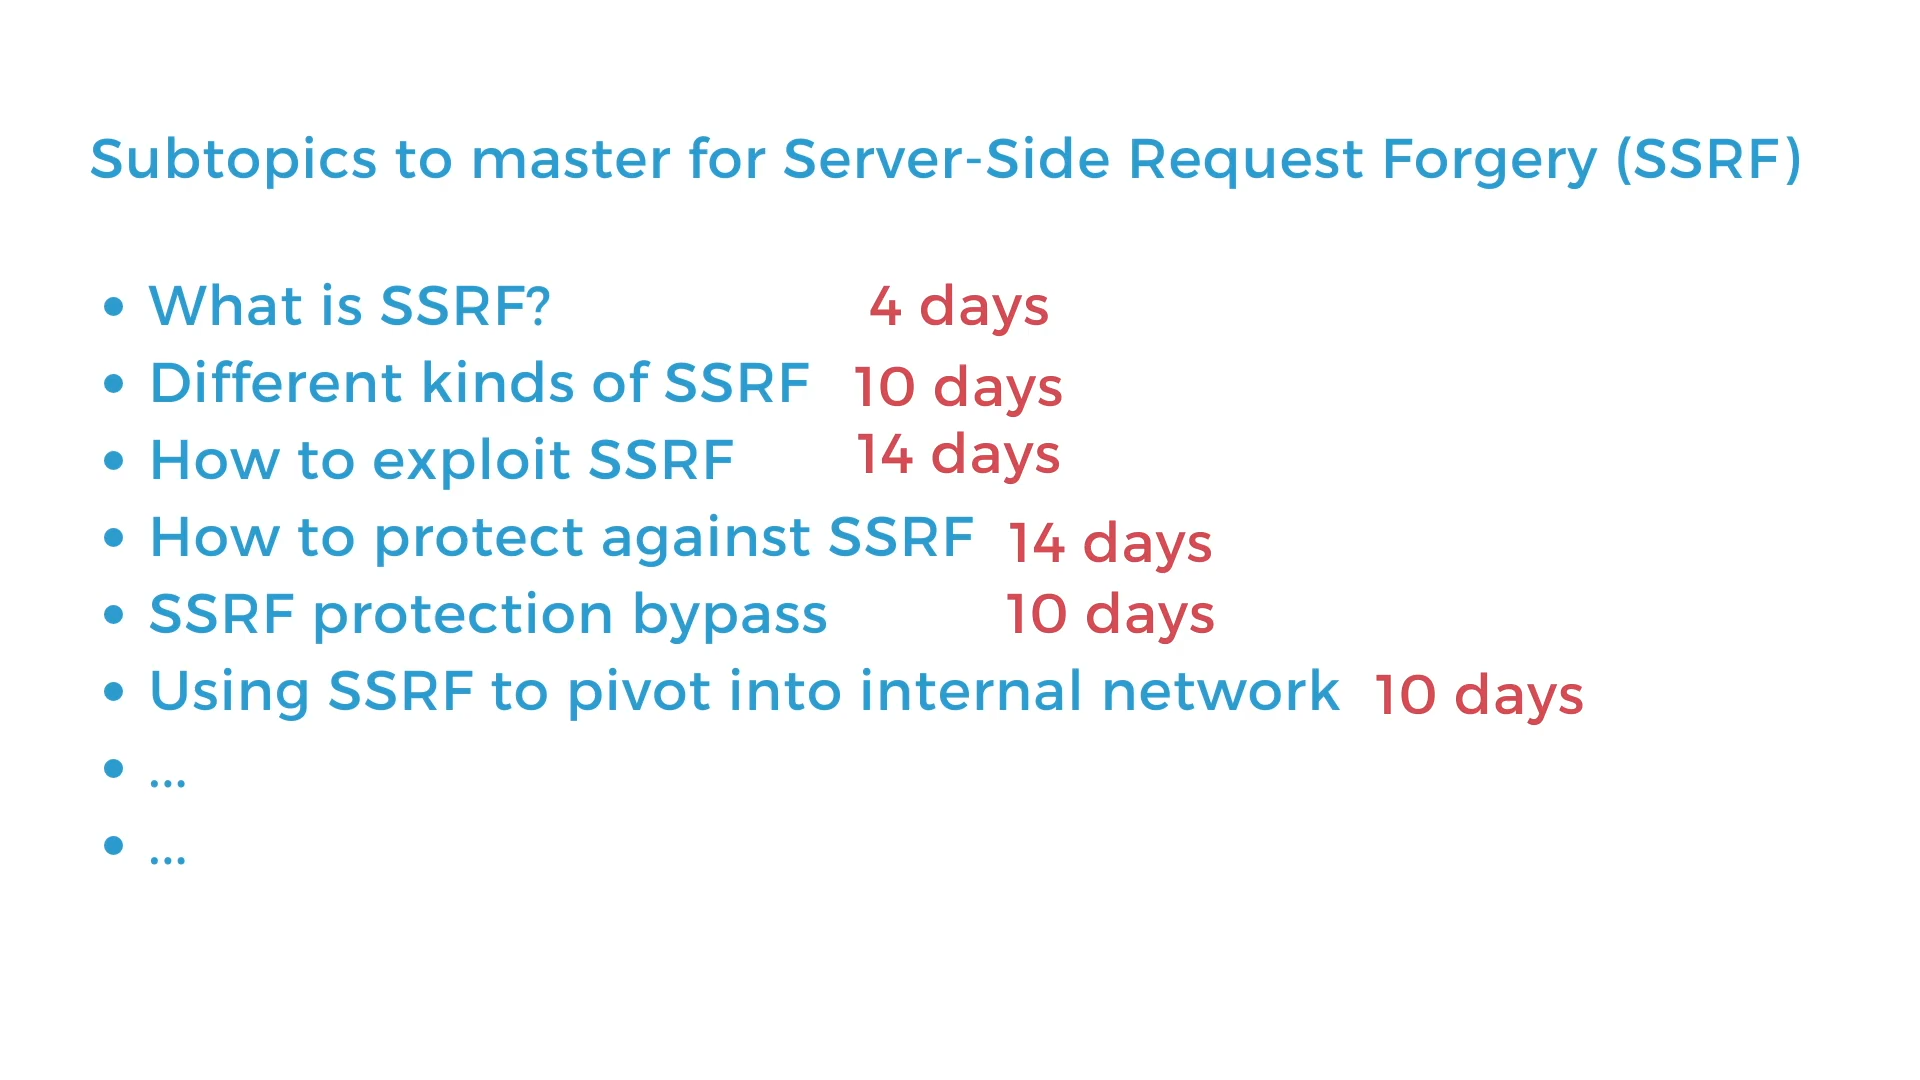 Subtopics to master for Server-Side Request Forgery (SSRF)
• What is SSRF? 4 days
• Different kinds of SSRF 10 days
• How to exploit SSRF 14 days
• How to protect against SSRF 14 days
• SSRF protection bypass 10 days
• Using SSRF to pivot into internal network 10 days
• ...
• ...